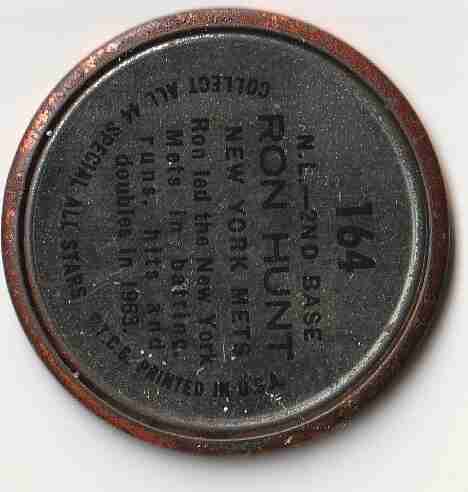 164
N.L.—2ND BASE
RON HUNT
NEW YORK METS
Ron led the New York
Mets in batting,
runs, hits and
doubles in 1963.
COLLECT ALL 44 SPECIAL ALL STARS
T.C.G. PRINTED IN U.S.A.